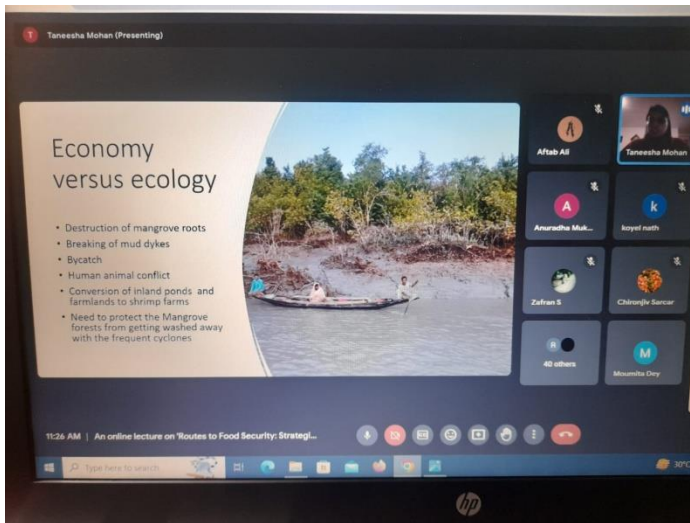 T Taneesha Mohan (Presenting)
Economy
versus ecology
• Destruction of mangrove roots
• Breaking of mud dykes
• Bycatch
• Human animal conflict
• Conversion of inland ponds and
farmlands to shrimp farms
• Need to protect the Mangrove
forests from getting washed away
with the frequent cyclones
Aftab Ali
Taneesha Mohan
A
Anuradha Muk...
k
koyel nath
Zafran S
Chironjiv Sarcar
R
40 others
M
Moumita Dey
11:26 AM | An online lecture on 'Routes to Food Security: Strategi...
Type here to search
30°C
hp